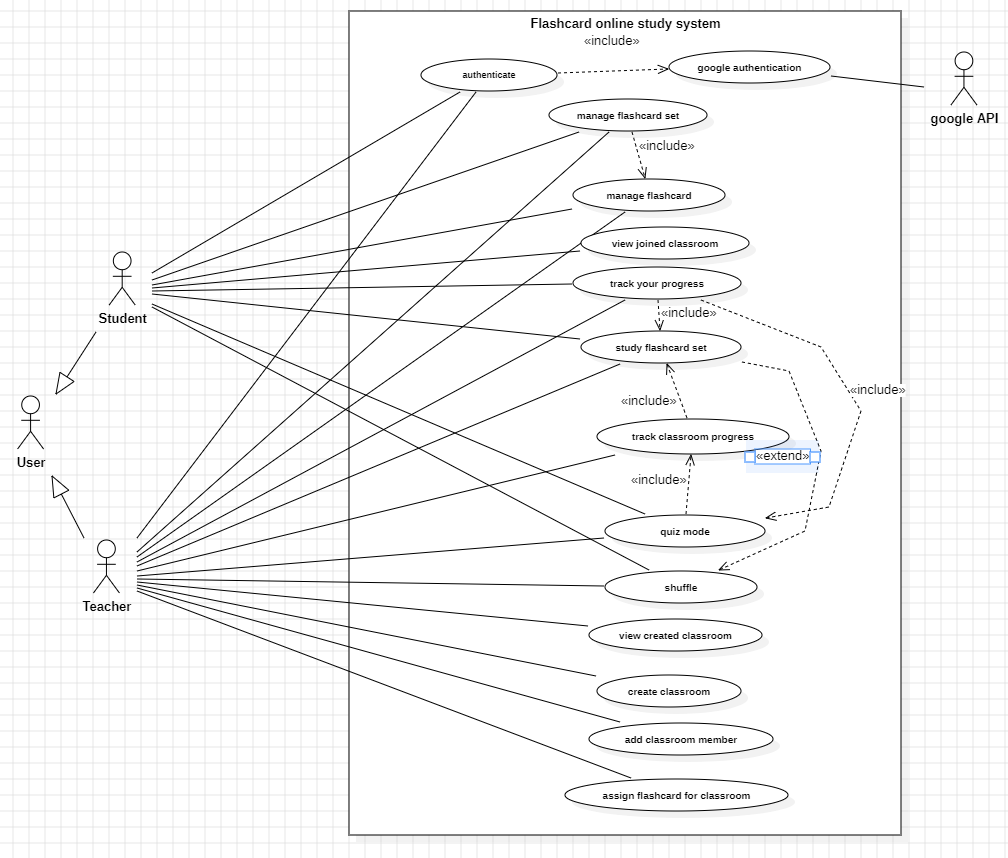 Flashcard online study system
«include»
authenticate
google authentication
google API
manage flashcard set
«include»
manage flashcard
view joined classroom
track your progress
«include»
Student
study flashcard set
«include»
«include»
User
track classroom progress
«extend»
«include»
quiz mode
Teacher
shuffle
view created classroom
create classroom
add classroom member
assign flashcard for classroom